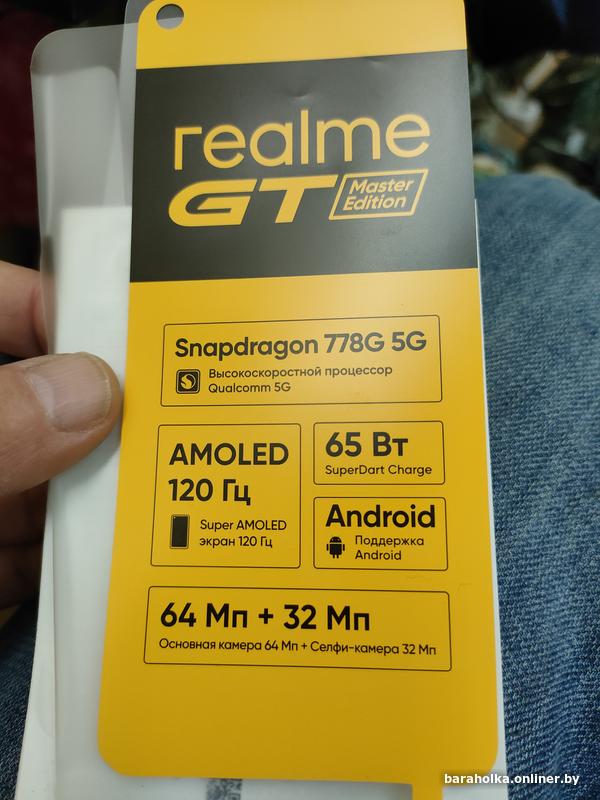 realme
GT Master
Edition
Snapdragon 778G 5G
Высокоскоростной процессор
Qualcomm 5G
AMOLED
120 Гц
Super AMOLED
экран 120 Гц
65 Вт
SuperDart Charge
Android
Поддержка
Android
64 Мп + 32 Мп
Основная камера 64 Мп + Селфи-камера 32 Мп
baraholka.onliner.by